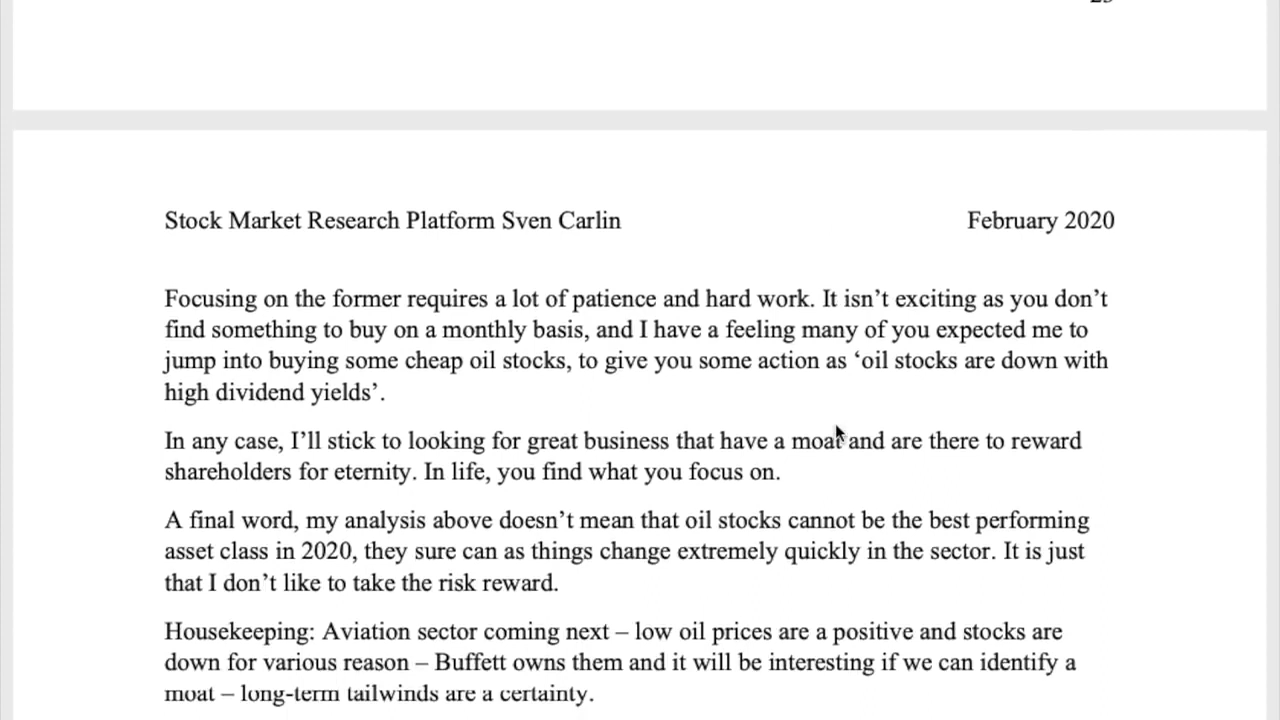 Stock Market Research Platform Sven Carlin February 2020
Focusing on the former requires a lot of patience and hard work. It isn’t exciting as you don’t
find something to buy on a monthly basis, and I have a feeling many of you expected me to
jump into buying some cheap oil stocks, to give you some action as ‘oil stocks are down with
high dividend yields’.
In any case, I’ll stick to looking for great business that have a moat and are there to reward
shareholders for eternity. In life, you find what you focus on.
A final word, my analysis above doesn’t mean that oil stocks cannot be the best performing
asset class in 2020, they sure can as things change extremely quickly in the sector. It is just
that I don’t like to take the risk reward.
Housekeeping: Aviation sector coming next – low oil prices are a positive and stocks are
down for various reason – Buffett owns them and it will be interesting if we can identify a
moat – long-term tailwinds are a certainty.